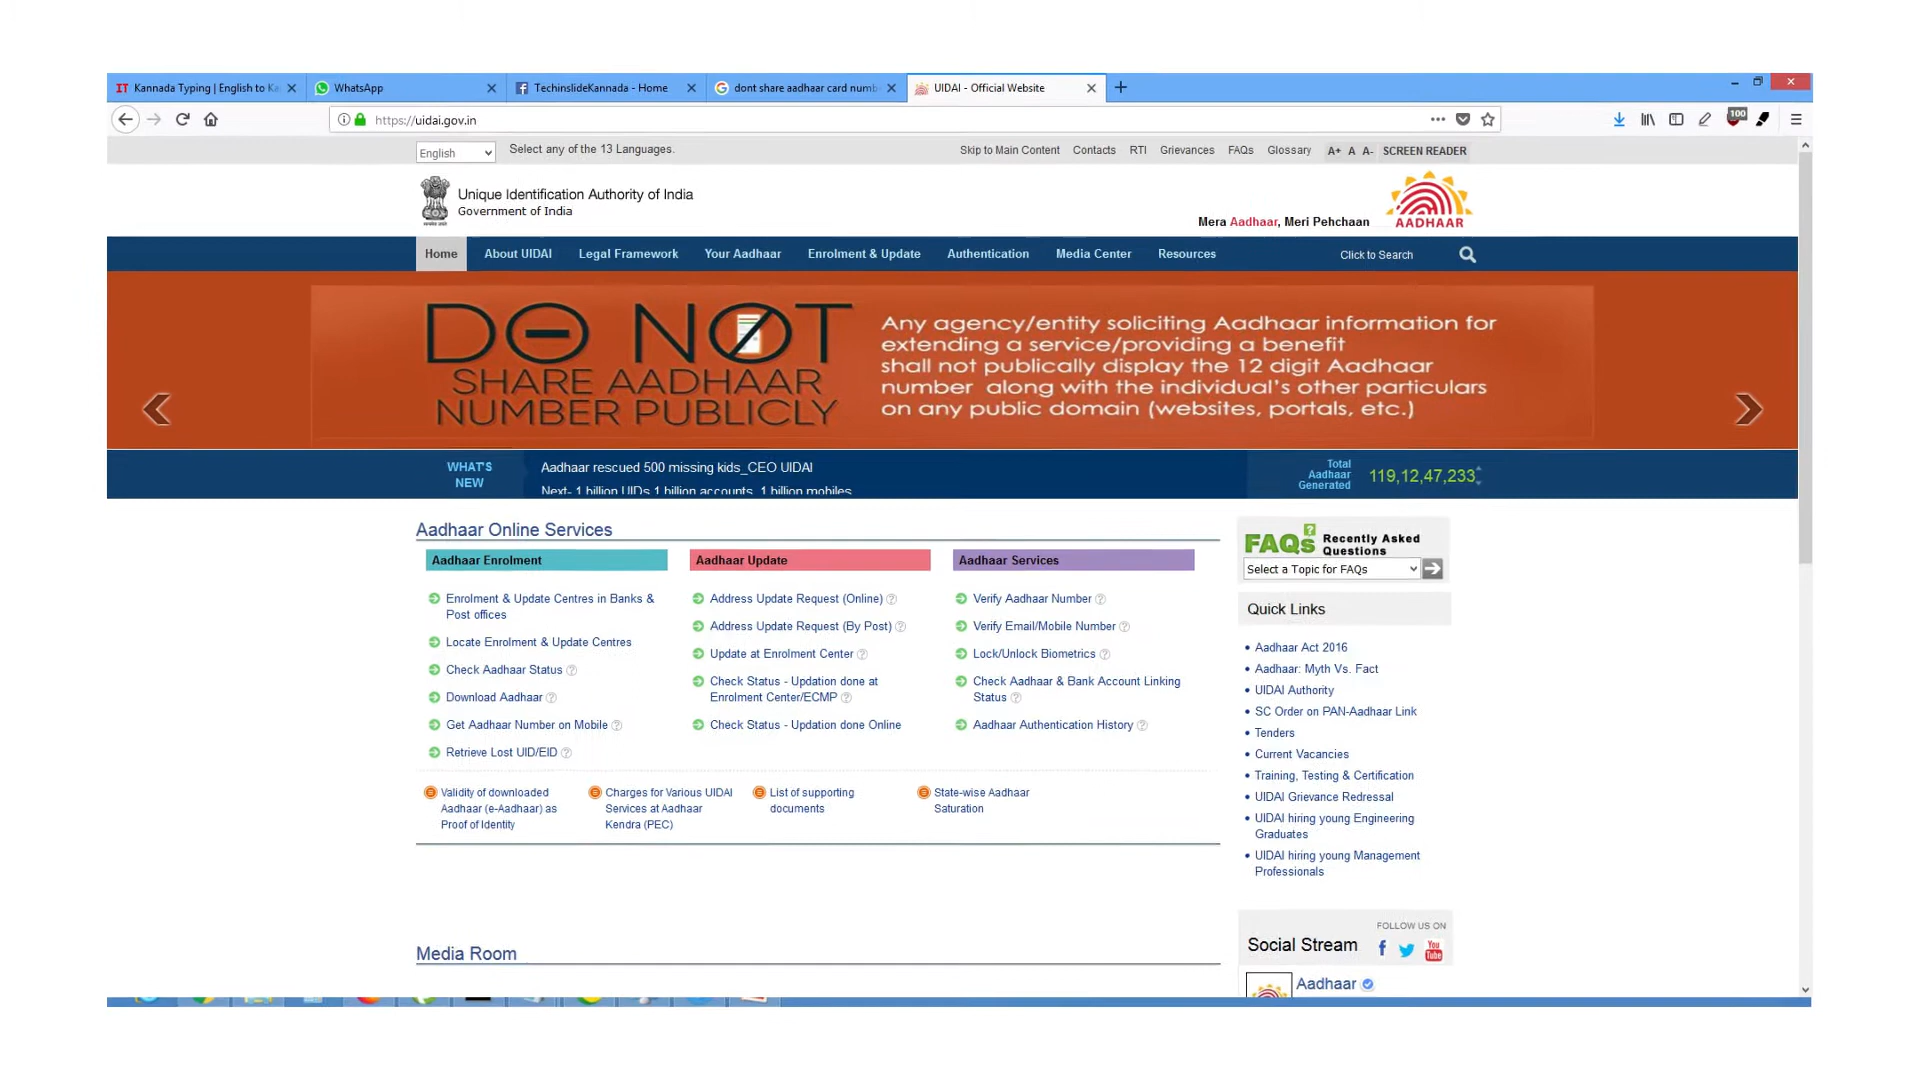 Kannada Typing | English to Ka
WhatsApp
TechinslideKannada - Home
dont share aadhaar card numb
UIDAI - Official Website
https://uidai.gov.in
100
English
Select any of the 13 Languages.
Skip to Main Content
Contacts
RTI
Grievances
FAQs
Glossary
A+ A A-
SCREEN READER
Unique Identification Authority of India
Government of India
Mera Aadhaar, Meri Pehchaan
AADHAAR
Home
About UIDAI
Legal Framework
Your Aadhaar
Enrolment & Update
Authentication
Media Center
Resources
Click to Search
DO NOT
SHARE AADHAAR
NUMBER PUBLICLY
Any agency/entity soliciting Aadhaar information for
extending a service/providing a benefit
shall not publically display the 12 digit Aadhaar
number along with the individual's other particulars
on any public domain (websites, portals, etc.)
WHAT'S
NEW
Aadhaar rescued 500 missing kids_CEO UIDAI
Next- 1 billion UIDs 1 billion accounts, 1 billion mobiles
Total
Aadhaar
Generated
119,12,47,233
Aadhaar Online Services
Aadhaar Enrolment
Enrolment & Update Centres in Banks &
Post offices
Locate Enrolment & Update Centres
Check Aadhaar Status
Download Aadhaar
Get Aadhaar Number on Mobile
Retrieve Lost UID/EID
Aadhaar Update
Address Update Request (Online)
Address Update Request (By Post)
Update at Enrolment Center
Check Status - Updation done at
Enrolment Center/ECMP
Check Status - Updation done Online
Aadhaar Services
Verify Aadhaar Number
Verify Email/Mobile Number
Lock/Unlock Biometrics
Check Aadhaar & Bank Account Linking
Status
Aadhaar Authentication History
Validity of downloaded
Aadhaar (e-Aadhaar) as
Proof of Identity
Charges for Various UIDAI
Services at Aadhaar
Kendra (PEC)
List of supporting
documents
State-wise Aadhaar
Saturation
FAQs
Recently Asked
Questions
Select a Topic for FAQs
Quick Links
Aadhaar Act 2016
Aadhaar: Myth Vs. Fact
UIDAI Authority
SC Order on PAN-Aadhaar Link
Tenders
Current Vacancies
Training, Testing & Certification
UIDAI Grievance Redressal
UIDAI hiring young Engineering
Graduates
UIDAI hiring young Management
Professionals
Media Room
FOLLOW US ON
Social Stream
You
Tube
Aadhaar